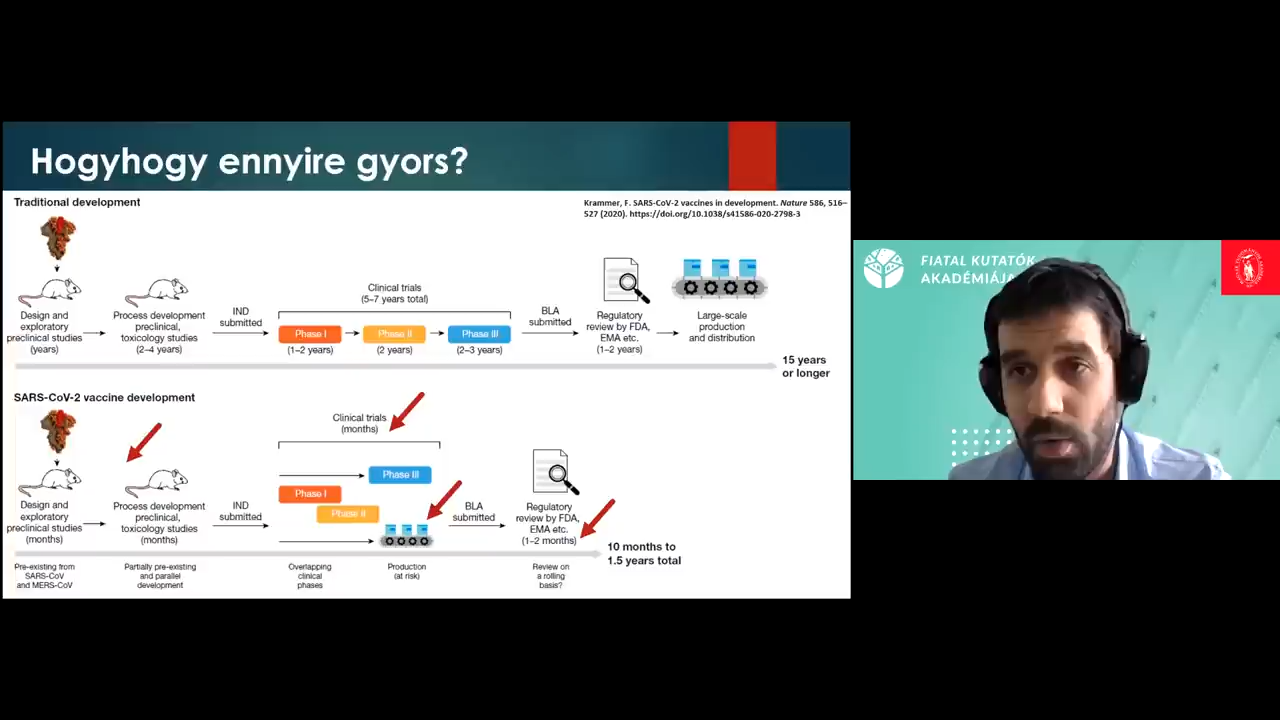 Hogyhogy ennyire gyors?
Traditional development
Krammer, F. SARS-CoV-2 vaccines in development. Nature 586, 516–
527 (2020). https://doi.org/10.1038/s41586-020-2798-3
Design and
exploratory
preclinical studies
(years)
Process development
preclinical,
toxicology studies
(2–4 years)
IND
submitted
Clinical trials
(5–7 years total)
Phase I
(1–2 years)
Phase II
(2 years)
Phase III
(2–3 years)
BLA
submitted
Regulatory
review by FDA,
EMA etc.
(1–2 years)
Large-scale
production
and distribution
15 years
or longer
SARS-CoV-2 vaccine development
Design and
exploratory
preclinical studies
(months)
Process development
preclinical,
toxicology studies
(months)
IND
submitted
Clinical trials
(months)
Phase III
Phase I
Phase II
BLA
submitted
Regulatory
review by FDA,
EMA etc.
(1–2 months)
10 months to
1.5 years total
Pre-existing from
SARS-CoV
and MERS-CoV
Partially pre-existing
and parallel
development
Overlapping
clinical
phases
Production
(at risk)
Review on
a rolling
basis?
FIATAL KUTATÓK
AKADÉMIÁJA